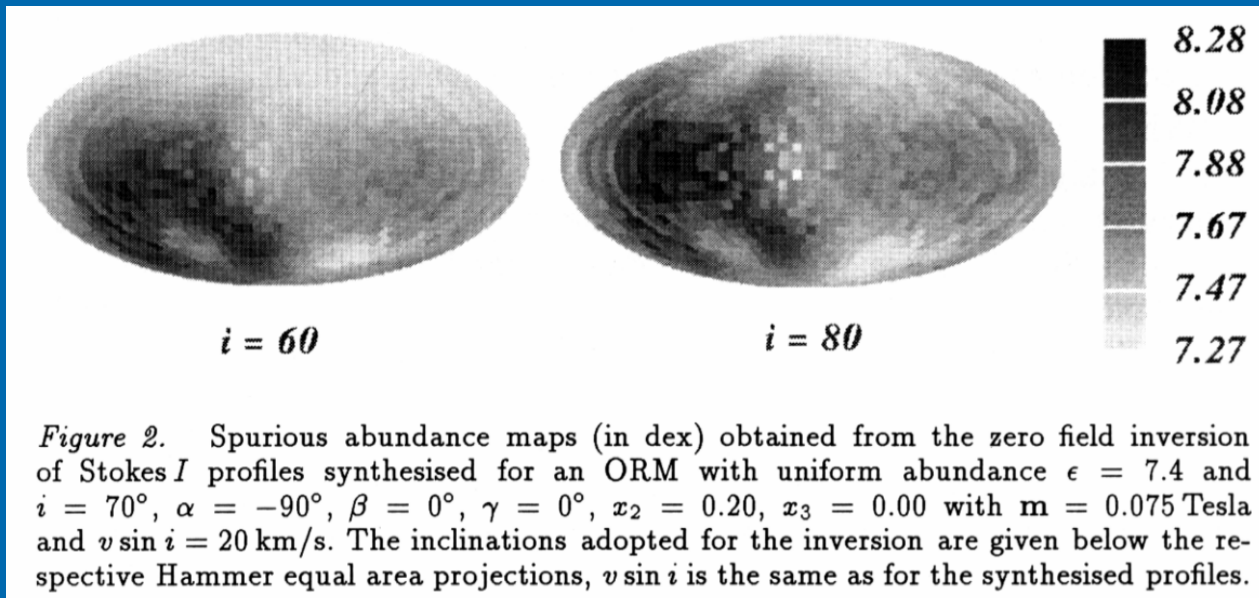 8.28
8.08
7.88
7.67
7.47
7.27
i = 60
i = 80
Figure 2. Spurious abundance maps (in dex) obtained from the zero field inversion
of Stokes I profiles synthesised for an ORM with uniform abundance ϵ = 7.4 and
i = 70°, α = −90°, β = 0°, γ = 0°, x₂ = 0.20, x₃ = 0.00 with m = 0.075 Tesla
and v sin i = 20 km/s. The inclinations adopted for the inversion are given below the re-
spective Hammer equal area projections, v sin i is the same as for the synthesised profiles.